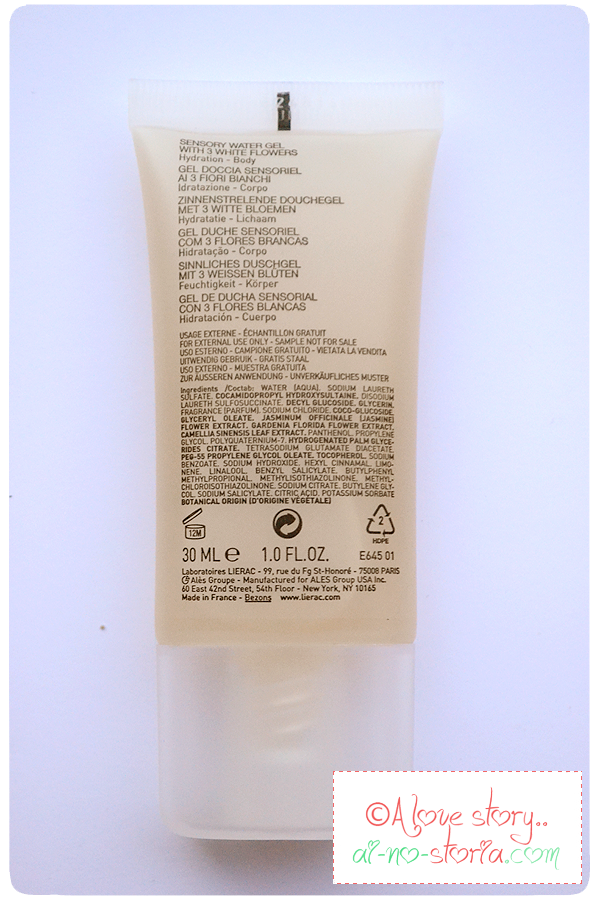 SENSORY WATER GEL
WITH 3 WHITE FLOWERS
Hydration - Body
GEL DOCCIA SENSORIEL
AI 3 FIORI BIANCHI
Idratazione - Corpo
ZINNENSTRELENDE DOUCHEGEL
MET 3 WITTE BLOEMEN
Hydratatie - Lichaam
GEL DUCHE SENSORIEL
COM 3 FLORES BRANCAS
Hidratação - Corpo
SINNLICHES DUSCHGEL
MIT 3 WEISSEN BLÜTEN
Feuchtigkeit - Körper
GEL DE DUCHA SENSORIAL
CON 3 FLORES BLANCAS
Hidratación - Cuerpo
USAGE EXTERNE - ÉCHANTILLON GRATUIT
FOR EXTERNAL USE ONLY - SAMPLE NOT FOR SALE
USO ESTERNO - CAMPIONE GRATUITO - VIETATA LA VENDITA
UITWENDIG GEBRUIK - GRATIS STAAL
USO EXTERNO - MUESTRA GRATUITA
ZUR ÄUSSEREN ANWENDUNG - UNVERKÄUFLICHES MUSTER
Ingredients /Coctab: WATER (AQUA), SODIUM LAURETH
SULFATE, COCAMIDOPROPYL HYDROXYSULTAINE, DISODIUM
LAURETH SULFOSUCCINATE, DECYL GLUCOSIDE, GLYCERIN,
FRAGRANCE (PARFUM), SODIUM CHLORIDE, COCO-GLUCOSIDE,
GLYCERYL OLEATE, JASMINUM OFFICINALE (JASMINE)
FLOWER EXTRACT, GARDENIA FLORIDA FLOWER EXTRACT,
CAMELLIA SINENSIS LEAF EXTRACT, PANTHENOL, PROPYLENE
GLYCOL, POLYQUATERNIUM-7, HYDROGENATED PALM GLYCE-
RIDES CITRATE, TETRASODIUM GLUTAMATE DIACETATE,
PEG-55 PROPYLENE GLYCOL OLEATE, TOCOPHEROL, SODIUM
BENZOATE, SODIUM HYDROXIDE, HEXYL CINNAMAL, LIMO-
NENE, LINALOOL, BENZYL SALICYLATE, BUTYLPHENYL
METHYLPROPIONAL, METHYLISOTHIAZOLINONE, METHYL-
CHLOROISOTHIAZOLINONE, SODIUM CITRATE, BUTYLENE GLY-
COL, SODIUM SALICYLATE, CITRIC ACID, POTASSIUM SORBATE
BOTANICAL ORIGIN (D'ORIGINE VÉGÉTALE)
12M
2
HDPE
30 ML e 1.0 FL.OZ. E645 01
Laboratoires LIERAC - 99, rue du Fg St-Honoré - 75008 PARIS
Alès Groupe - Manufactured for ALES Group USA Inc.
60 East 42nd Street, 54th Floor - New York, NY 10165
Made in France - Bezons www.lierac.com
©A love story..
ai-no-storia.com